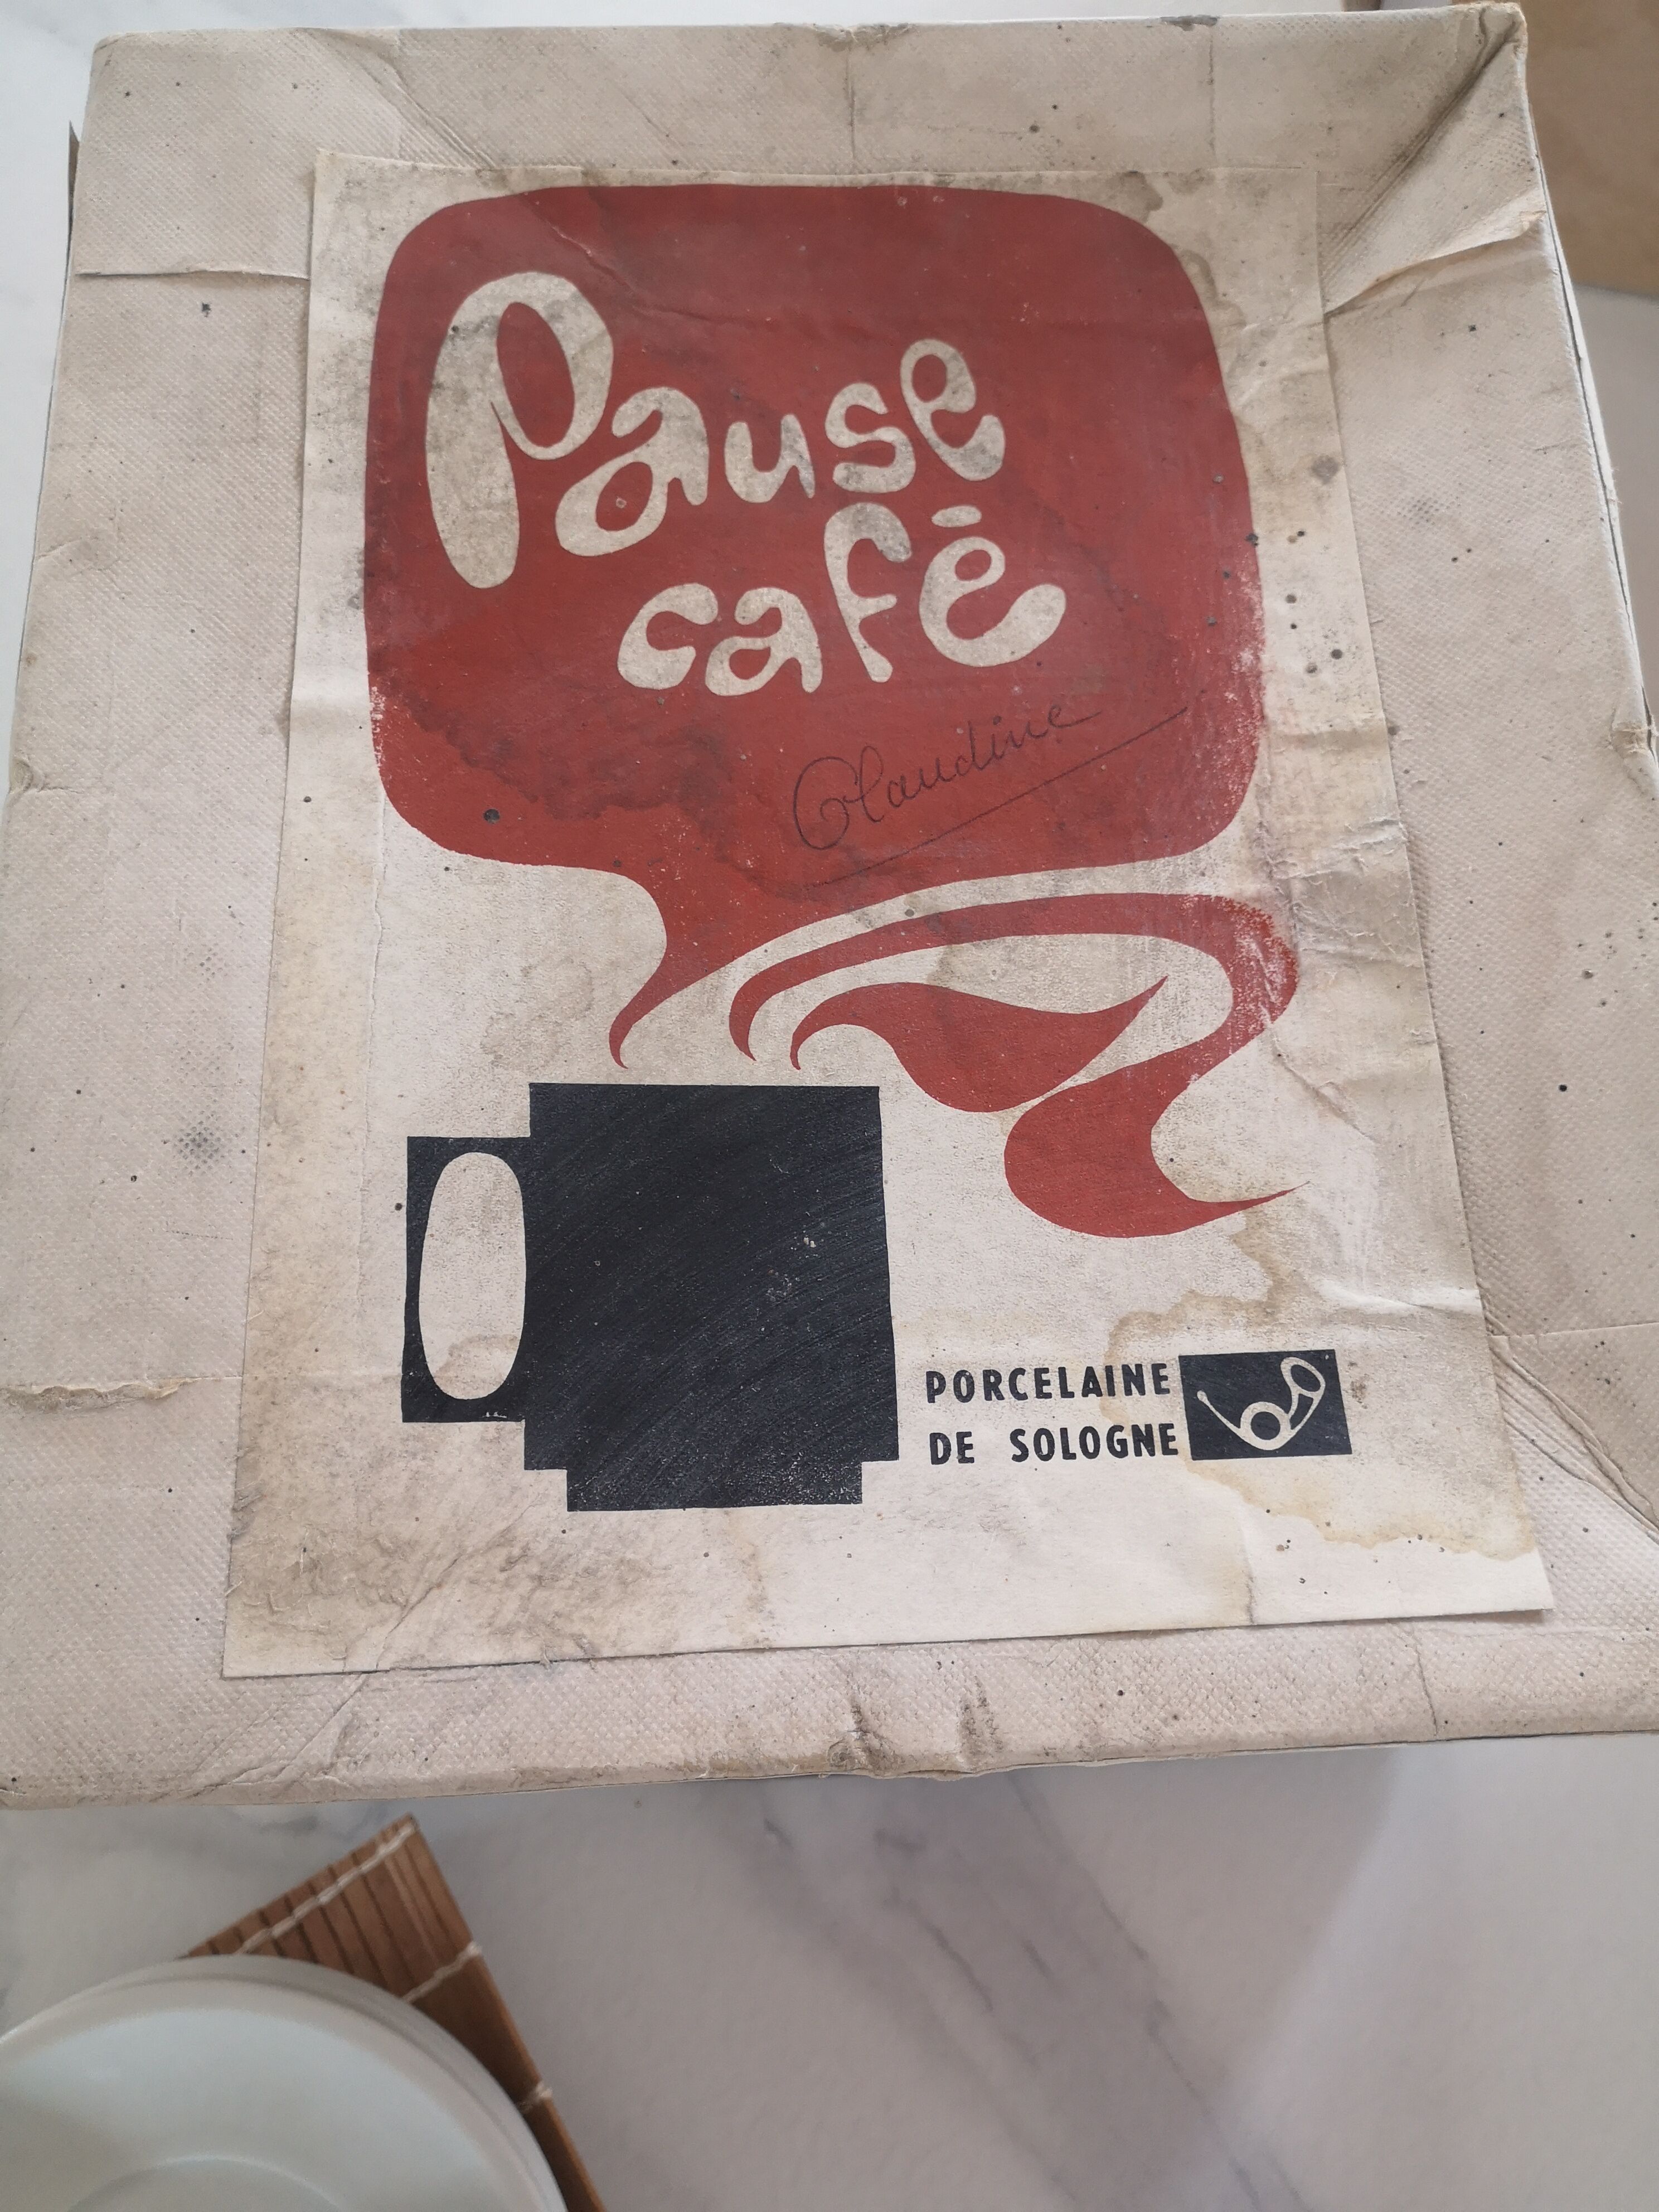 Pause
café
Claudine
PORCELAINE
DE SOLOGNE